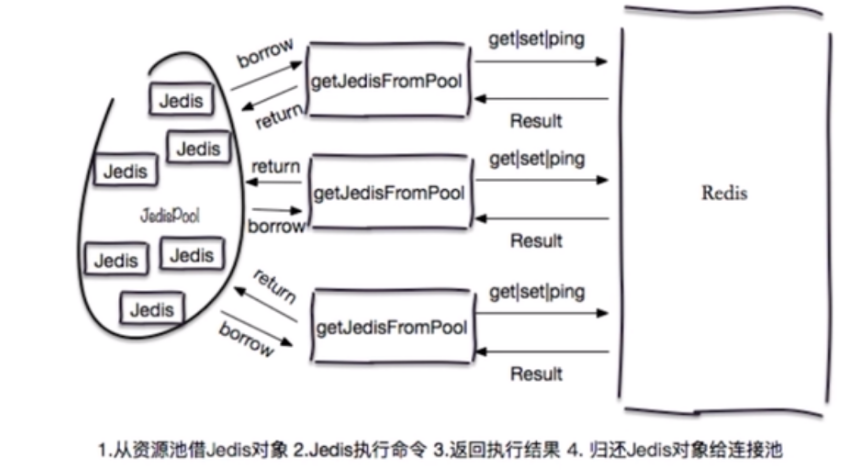 get|set|ping
borrow
getJedisFromPool
Jedis
return
Result
Jedis
Jedis
return
get|set|ping
getJedisFromPool
Redis
JedisPool
borrow
Result
Jedis
Jedis
return
get|set|ping
Jedis
getJedisFromPool
borrow
Result
1.从资源池借Jedis对象 2.Jedis执行命令 3.返回执行结果 4. 归还Jedis对象给连接池